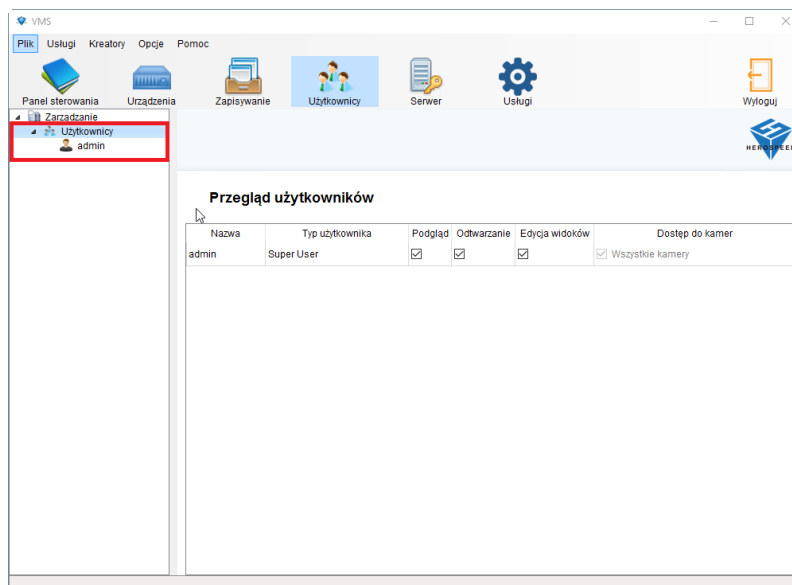 VMS
Plik Usługi Kreatory Opcje Pomoc
Panel sterowania Urządzenia Zapisywanie Użytkownicy Serwer Usługi Wyloguj
Zarządzanie
Użytkownicy
admin
HEROSPEE
Przegląd użytkowników
Nazwa Typ użytkownika Podgląd Odtwarzanie Edycja widoków Dostęp do kamer
admin Super User Wszystkie kamery